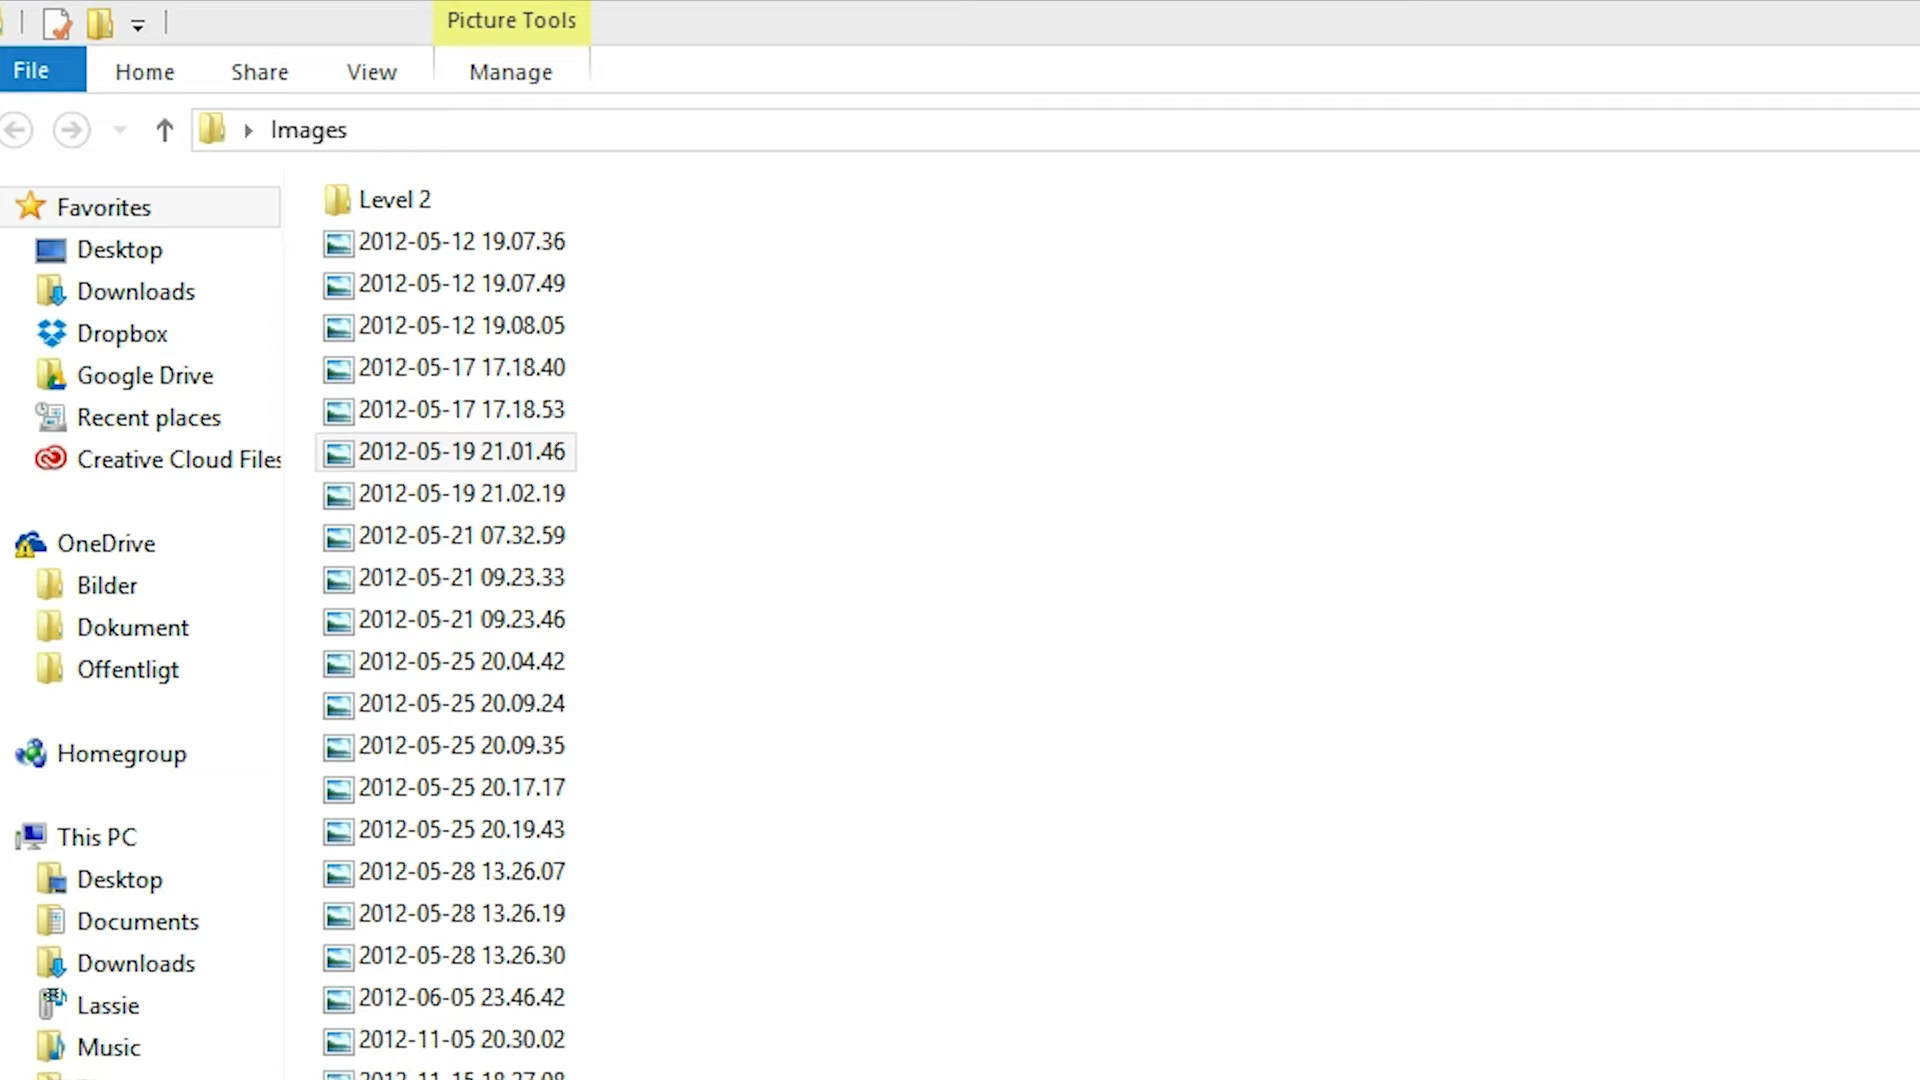 Picture Tools
File Home Share View Manage
Images
Favorites
Desktop
Downloads
Dropbox
Google Drive
Recent places
Creative Cloud Files
OneDrive
Bilder
Dokument
Offentligt
Homegroup
This PC
Desktop
Documents
Downloads
Lassie
Music
Level 2
2012-05-12 19.07.36
2012-05-12 19.07.49
2012-05-12 19.08.05
2012-05-17 17.18.40
2012-05-17 17.18.53
2012-05-19 21.01.46
2012-05-19 21.02.19
2012-05-21 07.32.59
2012-05-21 09.23.33
2012-05-21 09.23.46
2012-05-25 20.04.42
2012-05-25 20.09.24
2012-05-25 20.09.35
2012-05-25 20.17.17
2012-05-25 20.19.43
2012-05-28 13.26.07
2012-05-28 13.26.19
2012-05-28 13.26.30
2012-06-05 23.46.42
2012-11-05 20.30.02